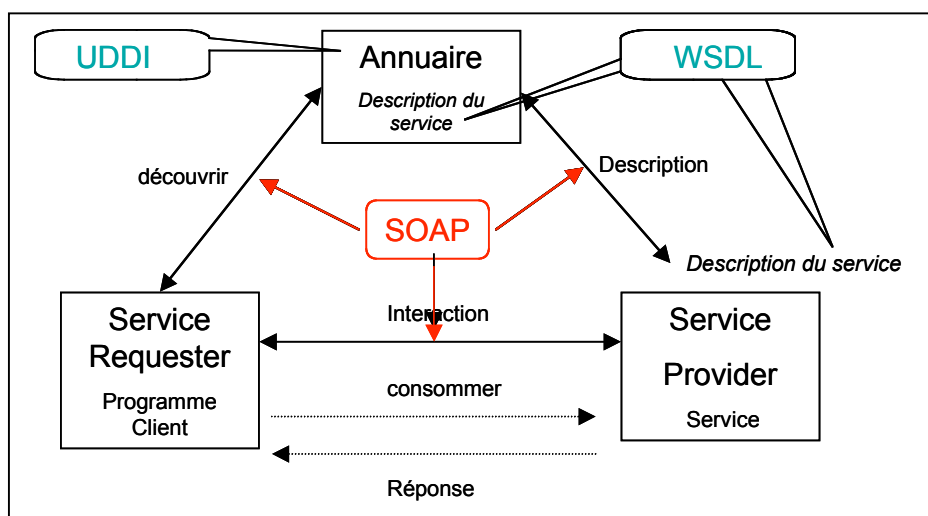 UDDI
Annuaire
WSDL
Description du
service
découvrir
Description
SOAP
Description du service
Interaction
Service
Requester
Programme
Client
Service
Provider
Service
consommer
Réponse